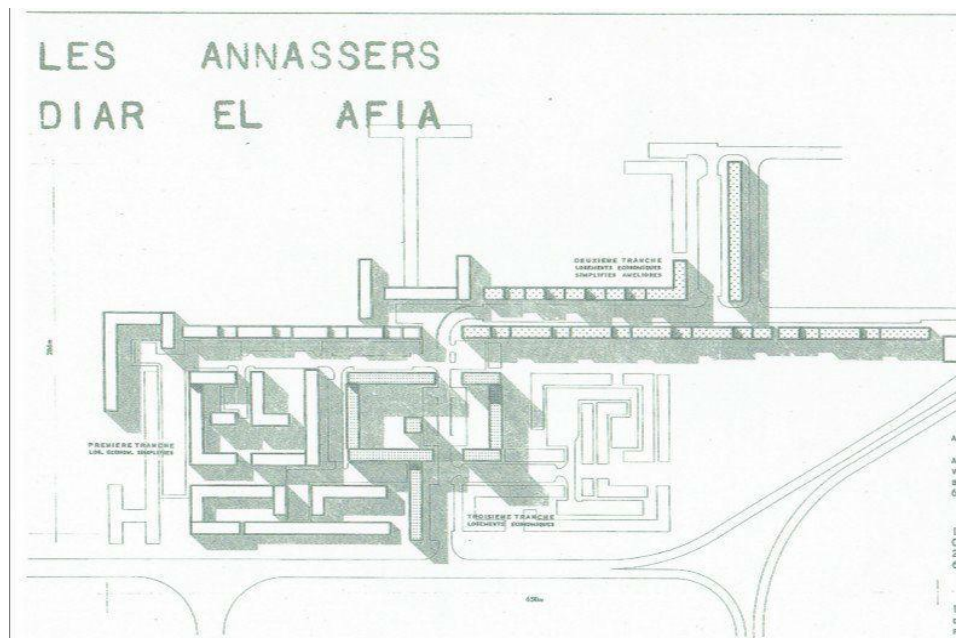 LES ANNASSERS
DIAR EL AFIA
DEUXIEME TRANCHE
LOGEMENTS ECONOMIQUES
SIMPLIFIES AMELIORES
PREMIERE TRANCHE
LOG. ECONOM. SIMPLIFIES
TROISIEME TRANCHE
LOGEMENTS ECONOMIQUES